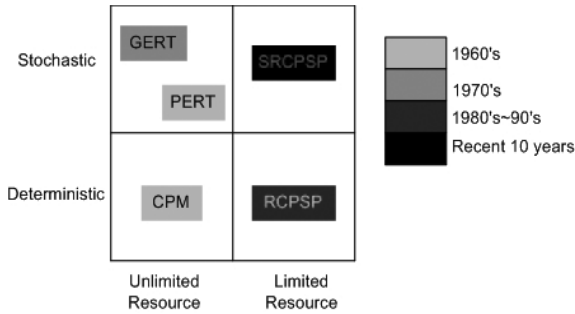 Stochastic
GERT
PERT
SRCPSP
Deterministic
CPM
RCPSP
Unlimited
Resource
Limited
Resource
1960's
1970's
1980's~90's
Recent 10 years